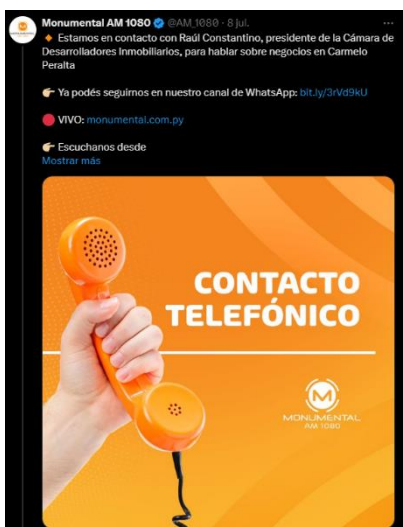 Monumental AM 1080 @AM_1080 · 8 jul.
Estamos en contacto con Raúl Constantino, presidente de la Cámara de
Desarrolladores Inmobiliarios, para hablar sobre negocios en Carmelo
Peralta
Ya podés seguirnos en nuestro canal de WhatsApp: bit.ly/3rVd9kU
VIVO: monumental.com.py
Escuchanos desde
Mostrar más
CONTACTO
TELEFÓNICO
MONUMENTAL
AM 1080